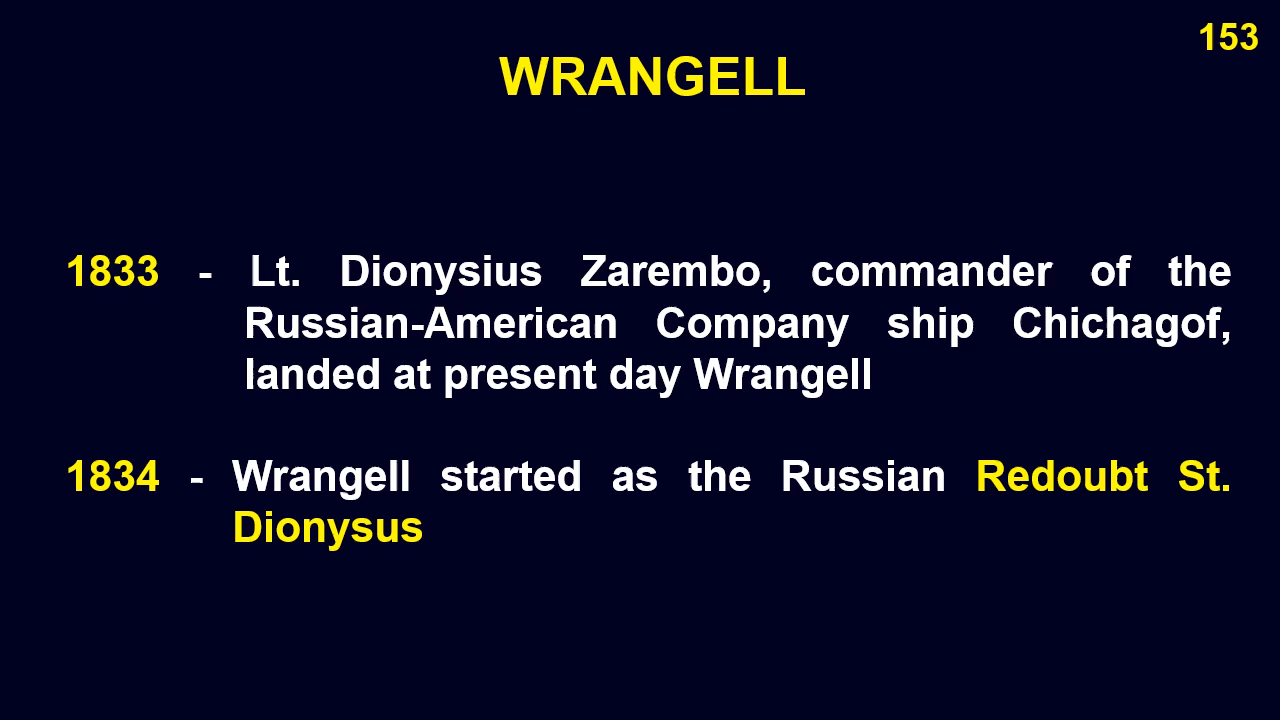 153
WRANGELL
1833 - Lt. Dionysius Zarembo, commander of the
Russian-American Company ship Chichagof,
landed at present day Wrangell
1834 - Wrangell started as the Russian Redoubt St.
Dionysus